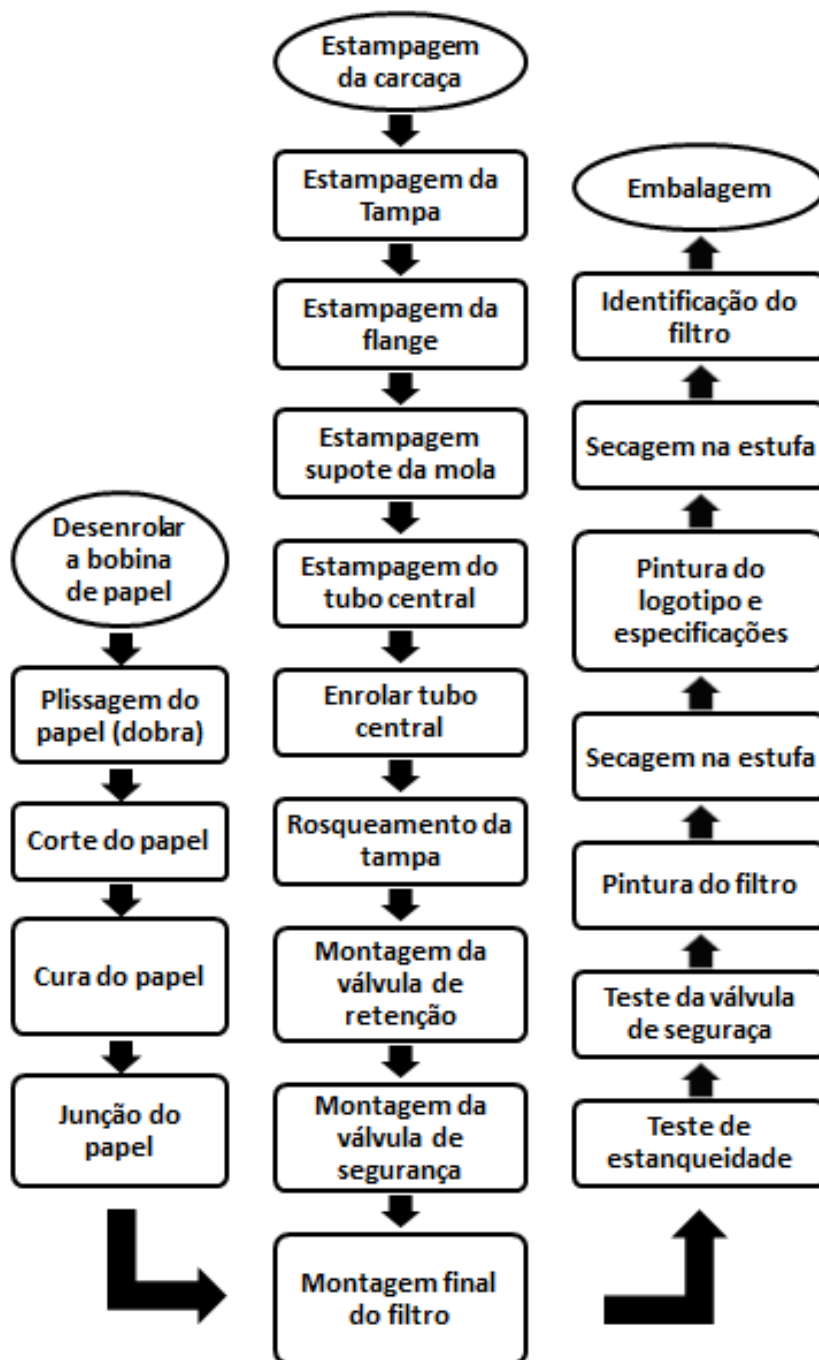 Estampagem
da carcaça
Estampagem da
Tampa
Estampagem da
flange
Estampagem
supote da mola
Estampagem do
tubo central
Enrolar tubo
central
Rosqueamento da
tampa
Montagem da
válvula de
retenção
Montagem da
válvula de
segurança
Montagem final
do filtro
Desenrolar
a bobina
de papel
Plissagem do
papel (dobra)
Corte do papel
Cura do papel
Junção do
papel
Embalagem
Identificação do
filtro
Secagem na estufa
Pintura do
logotipo e
especificações
Secagem na estufa
Pintura do filtro
Teste da válvula
de seguraça
Teste de
estanqueidade